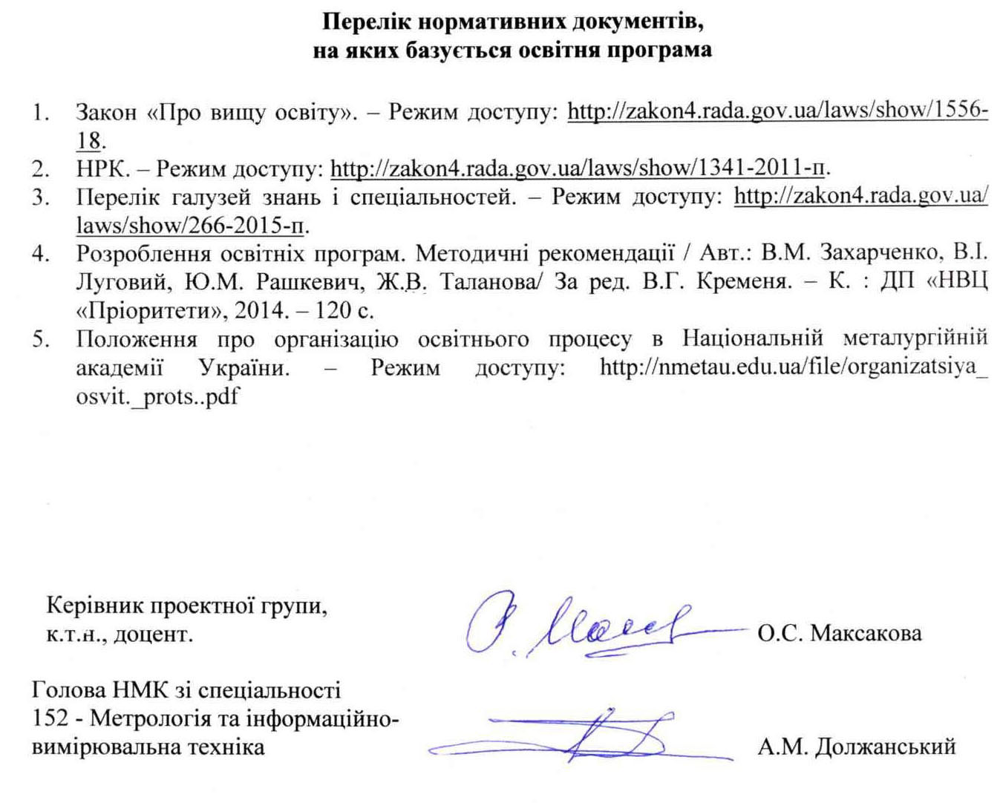 Перелік нормативних документів,
на яких базується освітня програма
1. Закон «Про вищу освіту». – Режим доступу: http://zakon4.rada.gov.ua/laws/show/1556-
18.
2. НРК. – Режим доступу: http://zakon4.rada.gov.ua/laws/show/1341-2011-п.
3. Перелік галузей знань і спеціальностей. – Режим доступу: http://zakon4.rada.gov.ua/
laws/show/266-2015-п.
4. Розроблення освітніх програм. Методичні рекомендації / Авт.: В.М. Захарченко, В.І.
Луговий, Ю.М. Рашкевич, Ж.В. Таланова/ За ред. В.Г. Кременя. – К. : ДП «НВЦ
«Пріоритети», 2014. – 120 с.
5. Положення про організацію освітнього процесу в Національній металургійній
академії України. – Режим доступу: http://nmetau.edu.ua/file/organizatsiya_
osvit._prots..pdf
Керівник проектної групи,
к.т.н., доцент.
О.С. Максакова
Голова НМК зі спеціальності
152 - Метрологія та інформаційно-
вимірювальна техніка
А.М. Должанський